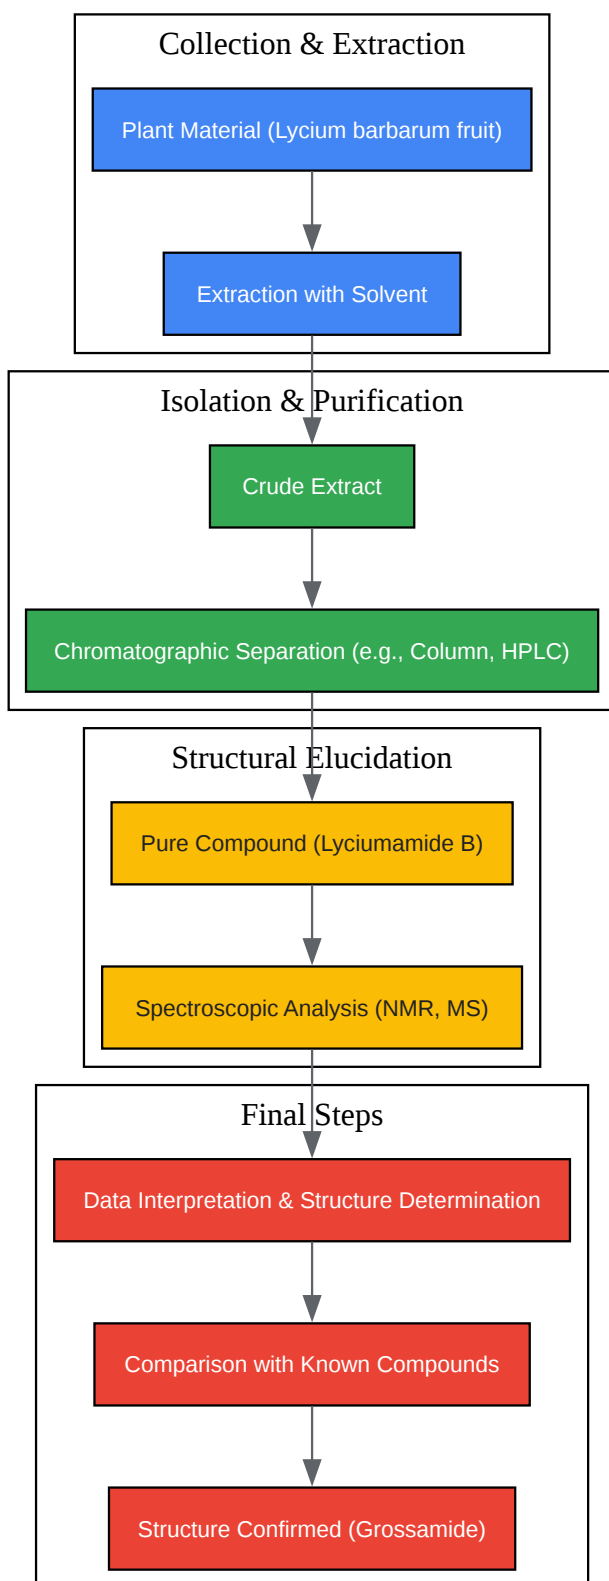 Collection & Extraction
Plant Material (Lycium barbarum fruit)
Extraction with Solvent
Isolation & Purification
Crude Extract
Chromatographic Separation (e.g., Column, HPLC)
Structural Elucidation
Pure Compound (Lyciumamide B)
Spectroscopic Analysis (NMR, MS)
Final Steps
Data Interpretation & Structure Determination
Comparison with Known Compounds
Structure Confirmed (Grossamide)